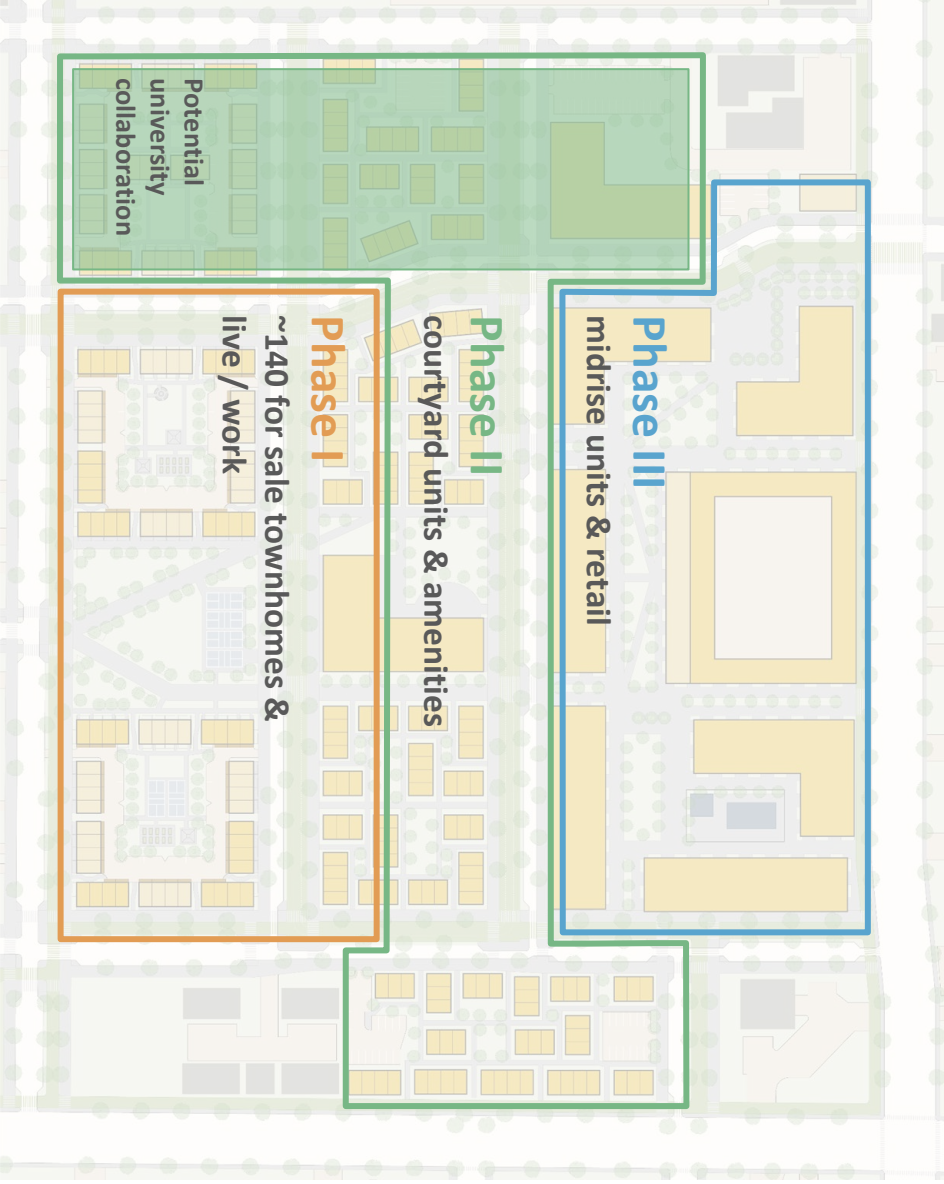 Phase III
midrise units & retail
Phase II
courtyard units & amenities
Phase I
~140 for sale townhomes &
live / work
Potential
university
collaboration